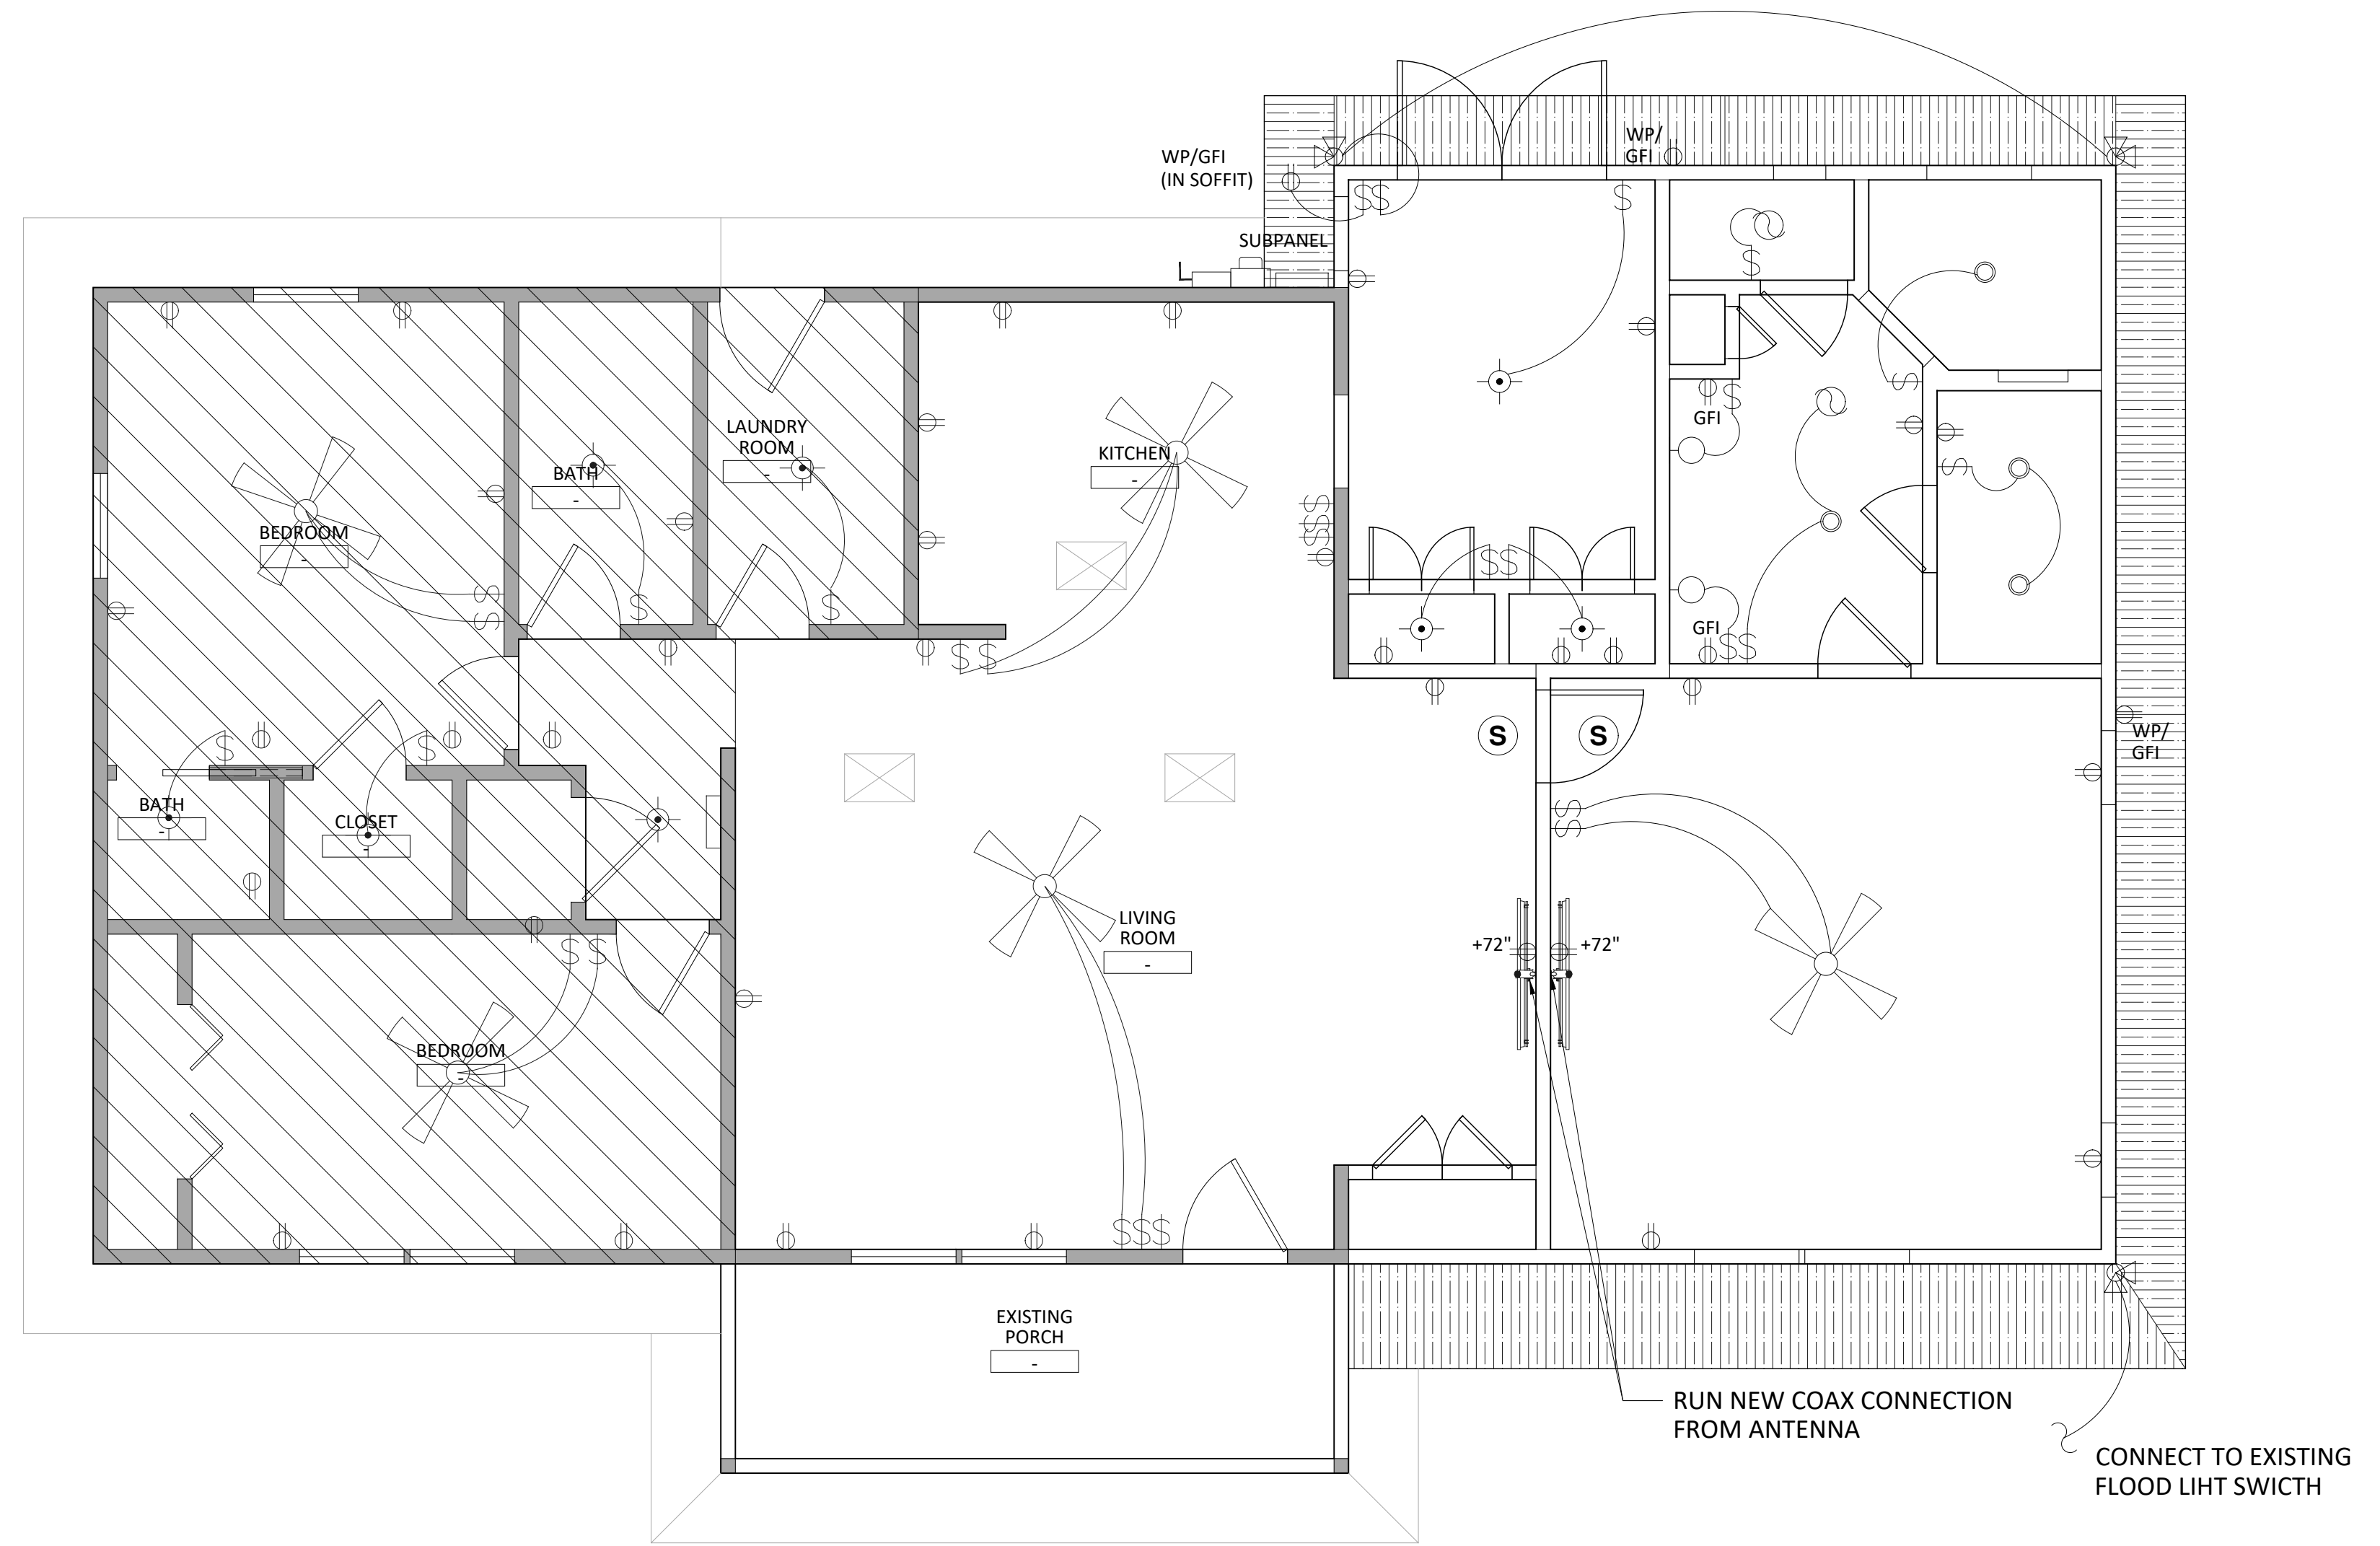 WP/GFI
(IN SOFFIT)
WP/
GFI
SUBPANEL
LAUNDRY
ROOM
-
BATH
-
KITCHEN
-
GFI
BEDROOM
-
GFI
S
S
WP/
GFI
BATH
-
CLOSET
-
LIVING
ROOM
-
+72"
+72"
BEDROOM
-
EXISTING
PORCH
-
RUN NEW COAX CONNECTION
FROM ANTENNA
CONNECT TO EXISTING
FLOOD LIHT SWICTH